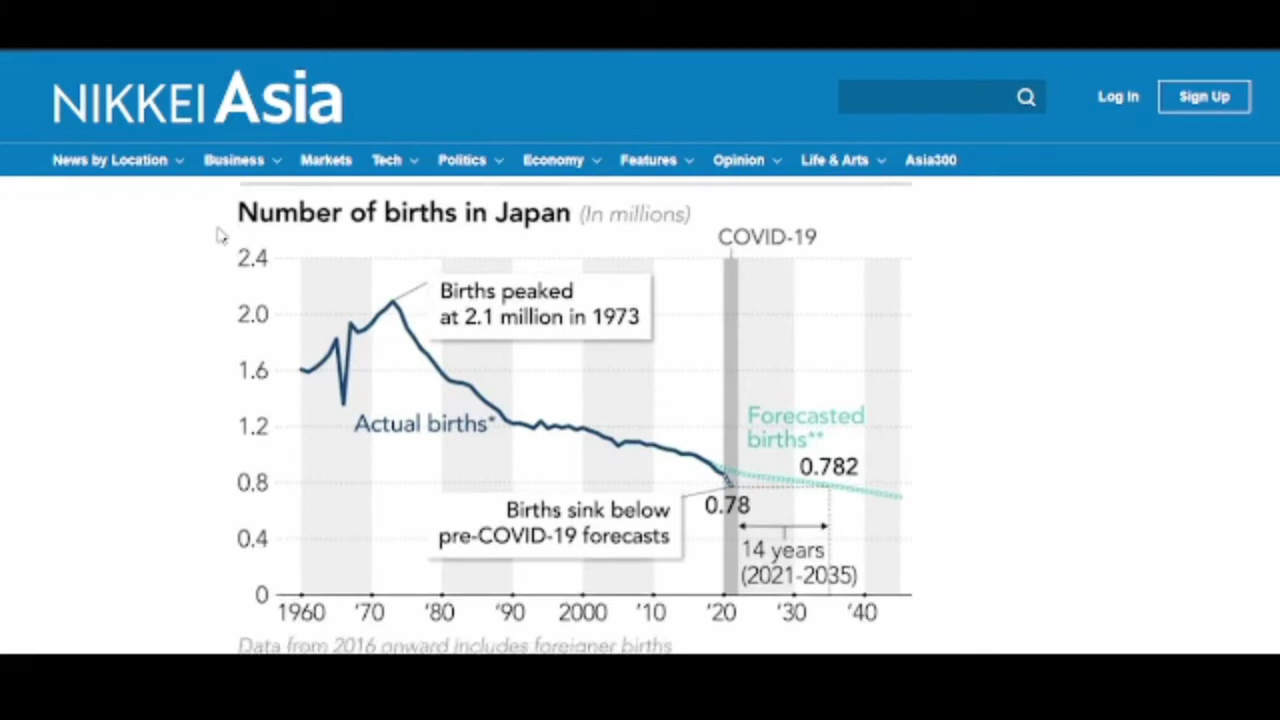 NIKKEI Asia
Log In
Sign Up
News by Location
Business
Markets
Tech
Politics
Economy
Features
Opinion
Life & Arts
Asia300
Number of births in Japan (In millions)
COVID-19
2.4
2.0
1.6
1.2
0.8
0.4
0
Births peaked
at 2.1 million in 1973
Actual births*
Forecasted
births**
0.782
0.78
Births sink below
pre-COVID-19 forecasts
14 years
(2021-2035)
1960 '70 '80 '90 2000 '10 '20 '30 '40
Data from 2016 onward includes foreigner births